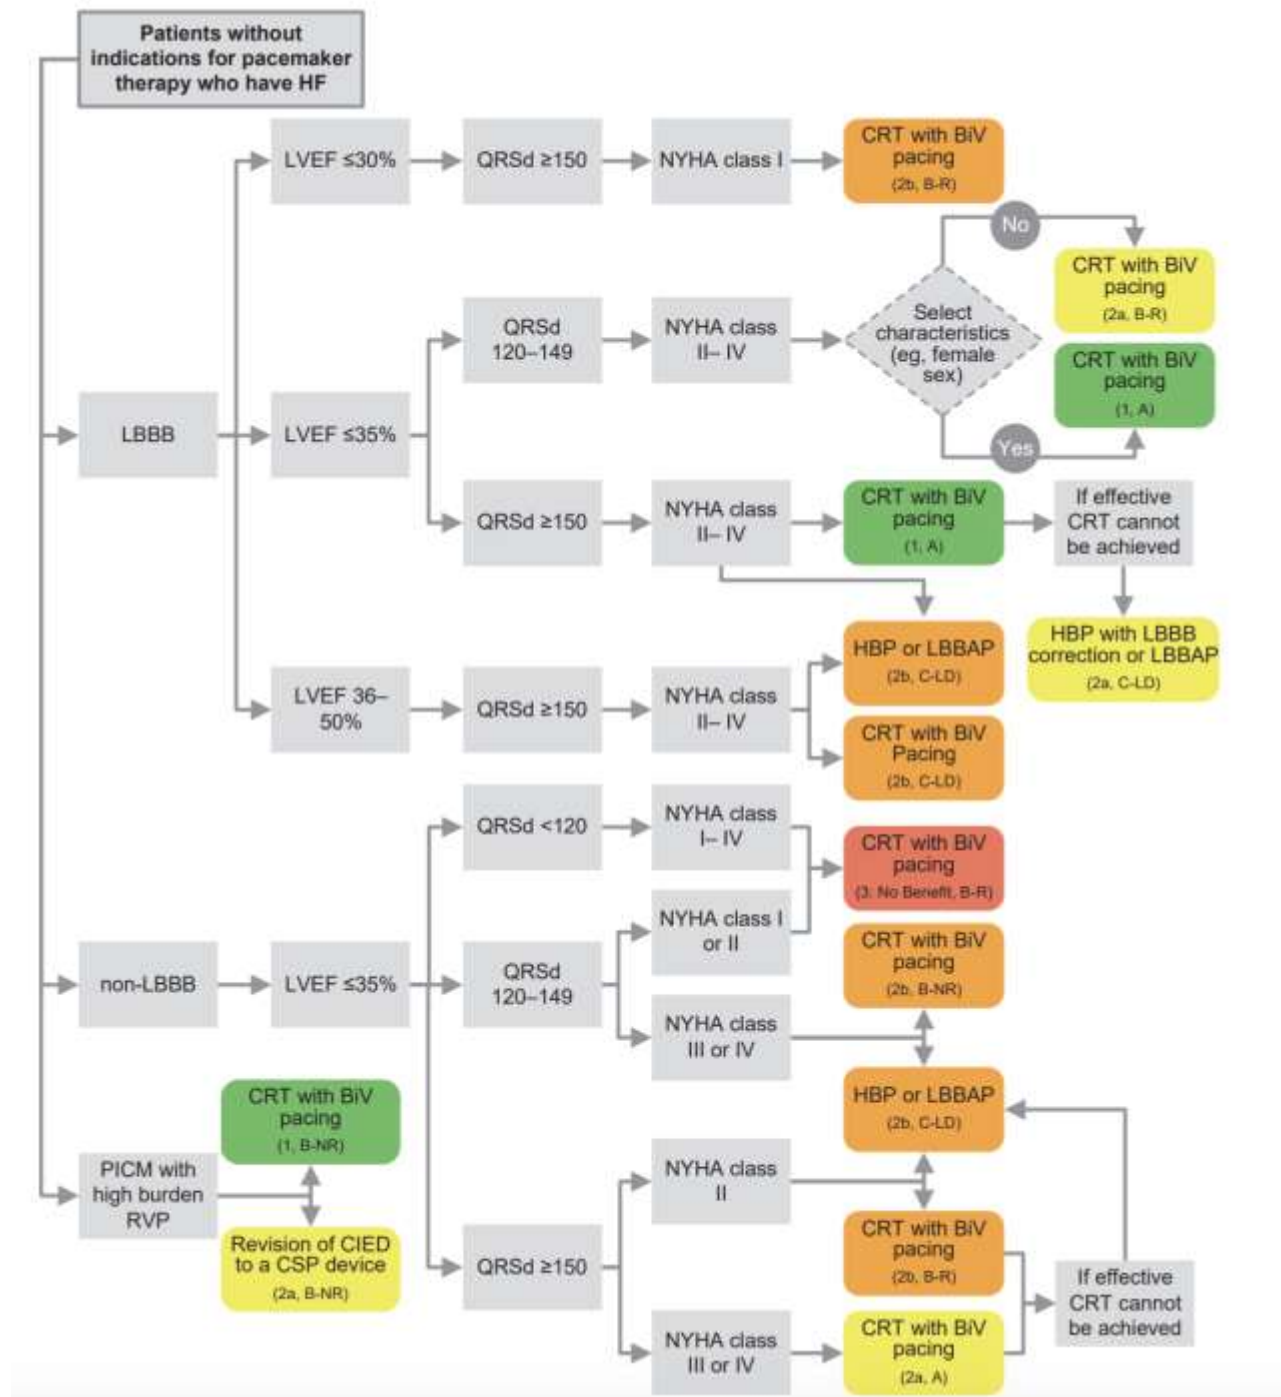 Patients without
indications for pacemaker
therapy who have HF
LVEF ≤30%
QRSd ≥150
NYHA class I
CRT with BiV
pacing
(2b, B-R)
No
CRT with BiV
pacing
(2a, B-R)
QRSd
120–149
NYHA class
II– IV
Select
characteristics
(eg, female
sex)
CRT with BiV
pacing
(1, A)
Yes
LBBB
LVEF ≤35%
QRSd ≥150
NYHA class
II– IV
CRT with BiV
pacing
(1, A)
If effective
CRT cannot
be achieved
HBP with LBBB
correction or LBBAP
(2a, C-LD)
HBP or LBBAP
(2b, C-LD)
LVEF 36–
50%
QRSd ≥150
NYHA class
II– IV
CRT with BiV
Pacing
(2b, C-LD)
QRSd <120
NYHA class
I– IV
CRT with BiV
pacing
(3: No Benefit, B-R)
NYHA class I
or II
non-LBBB
LVEF ≤35%
QRSd
120–149
CRT with BiV
pacing
(2b, B-NR)
NYHA class
III or IV
HBP or LBBAP
(2b, C-LD)
CRT with BiV
pacing
(1, B-NR)
PICM with
high burden
RVP
Revision of CIED
to a CSP device
(2a, B-NR)
NYHA class
II
QRSd ≥150
CRT with BiV
pacing
(2b, B-R)
If effective
CRT cannot
be achieved
NYHA class
III or IV
CRT with BiV
pacing
(2a, A)